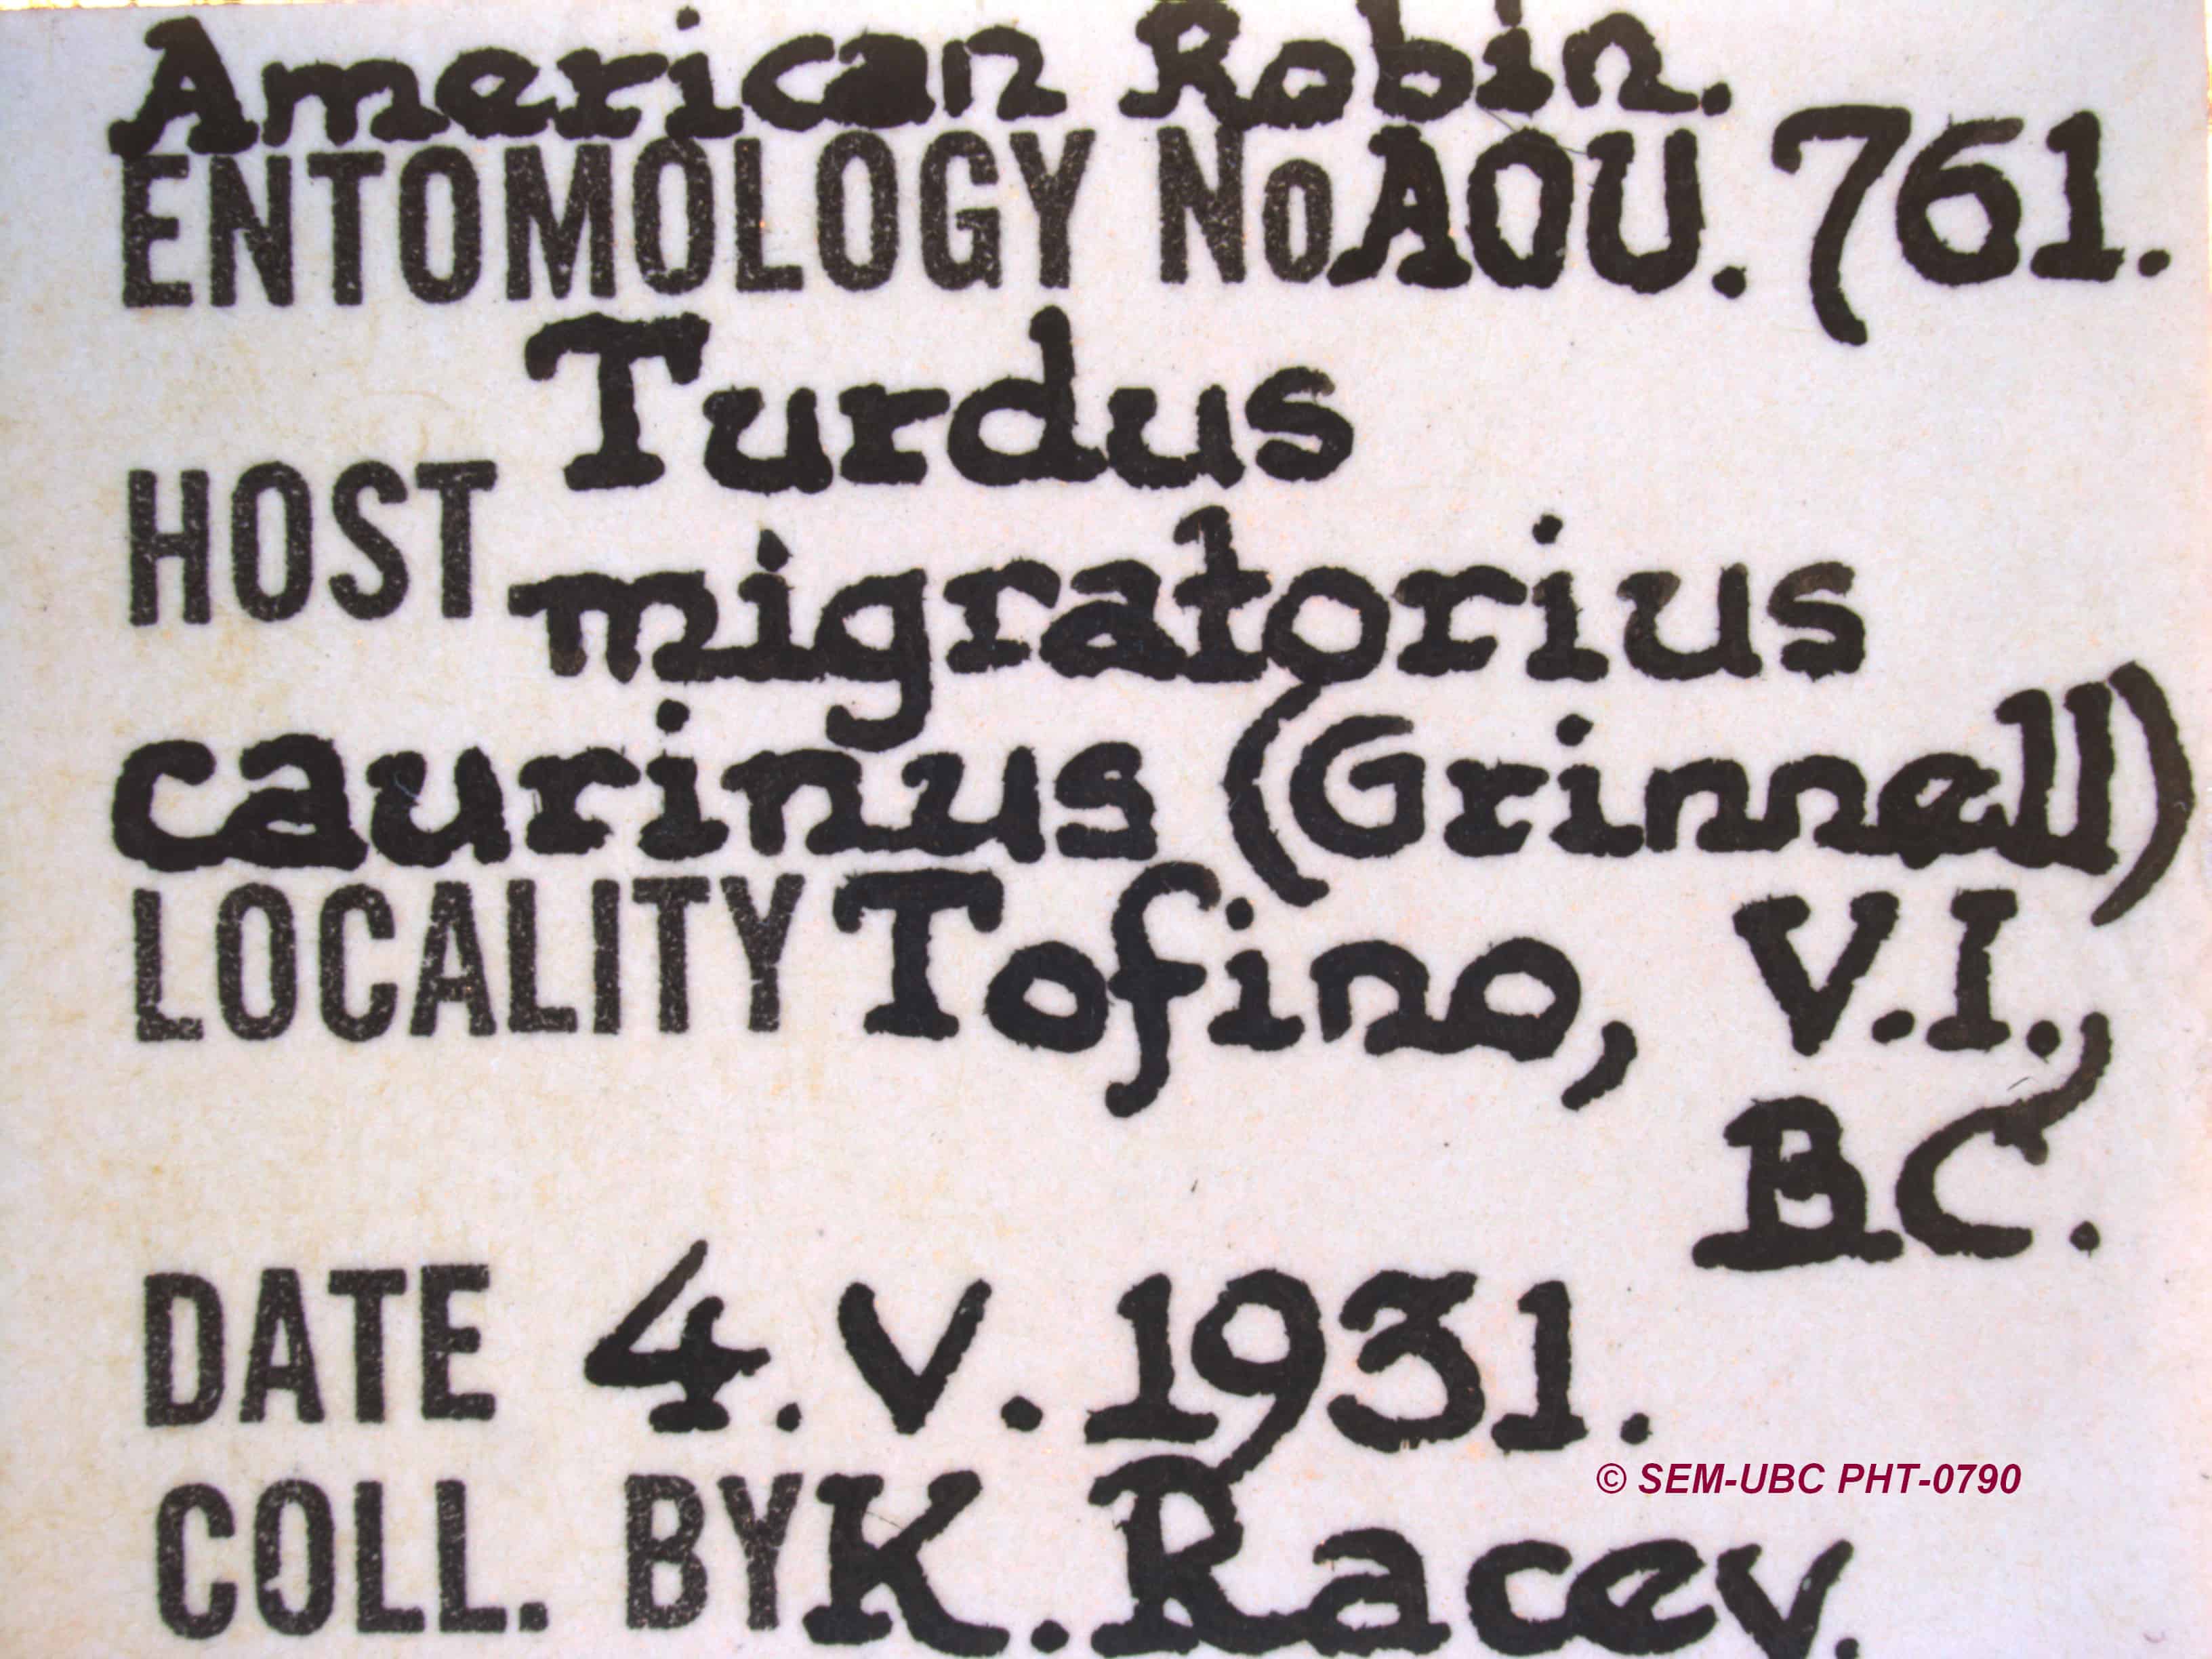 American Robin.
ENTOMOLOGY No AOU. 761.
Turdus
HOST migratorius
caurinus (Grinnell)
LOCALITY Tofino, V.I.,
BC.
DATE 4. V. 1931.
© SEM-UBC PHT-0790
COLL. BY K. Racey.